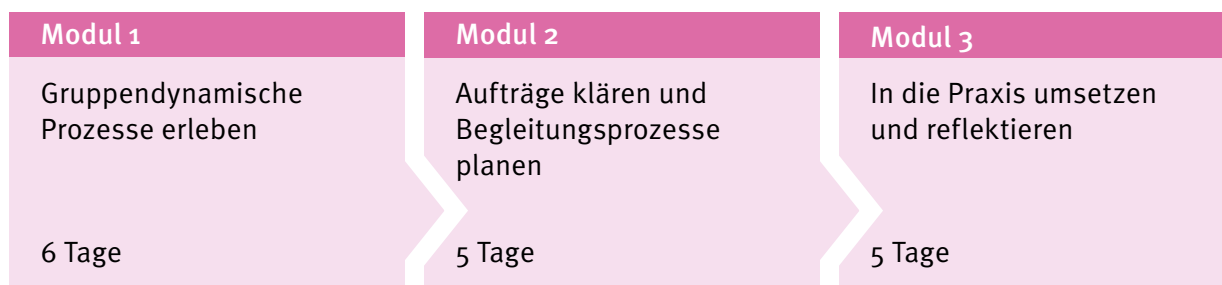 Modul 1
Gruppendynamische
Prozesse erleben
6 Tage
Modul 2
Aufträge klären und
Begleitungsprozesse
planen
5 Tage
Modul 3
In die Praxis umsetzen
und reflektieren
5 Tage